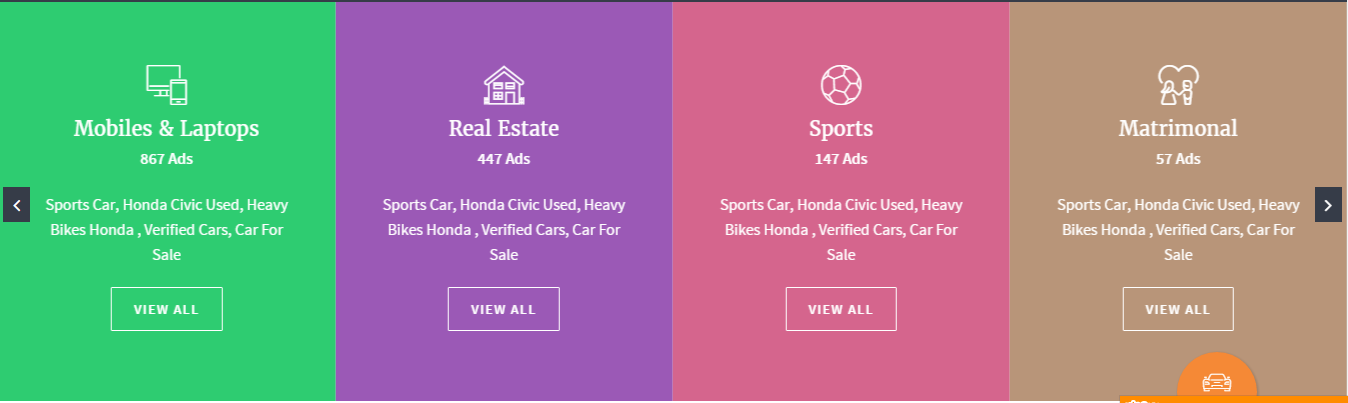 Mobiles & Laptops
867 Ads
Sports Car, Honda Civic Used, Heavy
Bikes Honda , Verified Cars, Car For
Sale
VIEW ALL
Real Estate
447 Ads
Sports Car, Honda Civic Used, Heavy
Bikes Honda , Verified Cars, Car For
Sale
VIEW ALL
Sports
147 Ads
Sports Car, Honda Civic Used, Heavy
Bikes Honda , Verified Cars, Car For
Sale
VIEW ALL
Matrimonal
57 Ads
Sports Car, Honda Civic Used, Heavy
Bikes Honda , Verified Cars, Car For
Sale
VIEW ALL